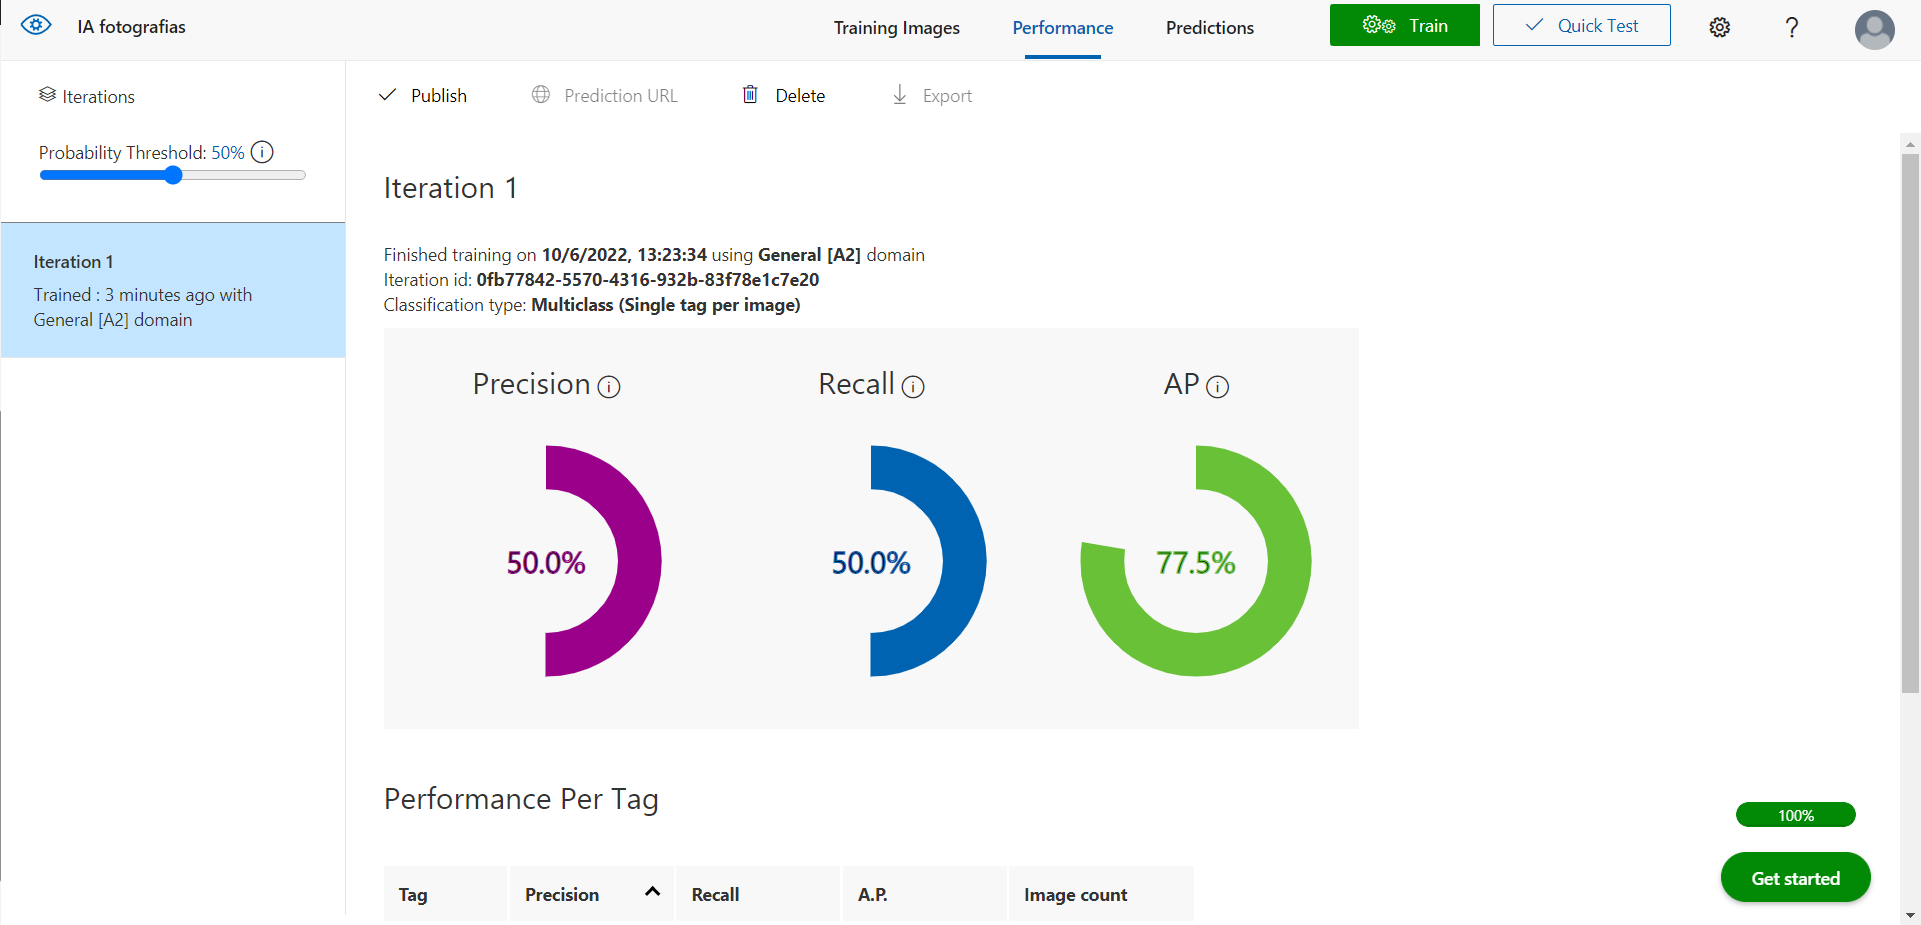 IA fotografias
Training Images
Performance
Predictions
Train
Quick Test
?
Iterations
Probability Threshold: 50%
Iteration 1
Trained : 3 minutes ago with
General [A2] domain
Publish
Prediction URL
Delete
Export
Iteration 1
Finished training on 10/6/2022, 13:23:34 using General [A2] domain
Iteration id: 0fb77842-5570-4316-932b-83f78e1c7e20
Classification type: Multiclass (Single tag per image)
Precision
Recall
AP
50.0%
50.0%
77.5%
Performance Per Tag
Tag
Precision
Recall
A.P.
Image count
100%
Get started